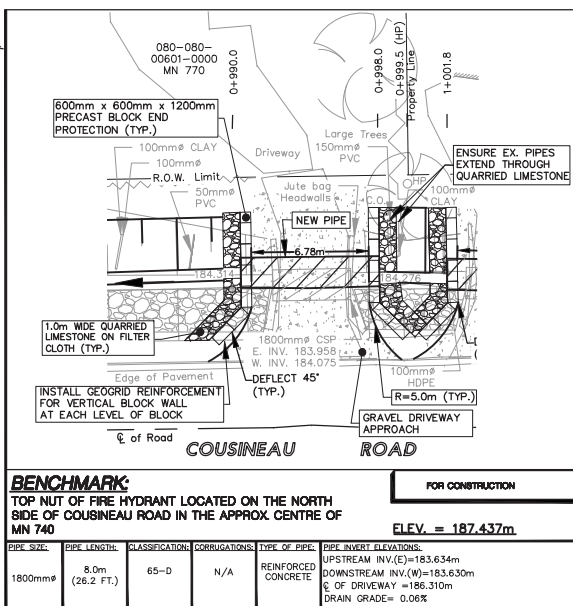 080-080-
00601-0000
MN 770
0+990.0
0+998.0
0+999.5 (HP)
Property Line
1+001.8
600mm x 600mm x 1200mm
PRECAST BLOCK END
PROTECTION (TYP.)
100mmø CLAY
100mmø
R.O.W. Limit
50mmø
PVC
Driveway
Large Trees
150mmø
PVC
Jute bag
Headwalls
C.O.
HP
100mmø
CLAY
ENSURE EX. PIPES
EXTEND THROUGH
QUARRIED LIMESTONE
NEW PIPE
6.78m
184.314
184.276
1.0m WIDE QUARRIED
LIMESTONE ON FILTER
CLOTH (TYP.)
1800mmø CSP
E. INV. 183.958
W. INV. 184.075
Edge of Pavement
DEFLECT 45°
(TYP.)
100mmø
HDPE
R=5.0m (TYP.)
INSTALL GEOGRID REINFORCEMENT
FOR VERTICAL BLOCK WALL
AT EACH LEVEL OF BLOCK
GRAVEL DRIVEWAY
APPROACH
℄ of Road
COUSINEAU ROAD
BENCHMARK:
TOP NUT OF FIRE HYDRANT LOCATED ON THE NORTH
SIDE OF COUSINEAU ROAD IN THE APPROX. CENTRE OF
MN 740
FOR CONSTRUCTION
ELEV. = 187.437m
PIPE SIZE:
1800mmø
PIPE LENGTH:
8.0m
(26.2 FT.)
CLASSIFICATION:
65-D
CORRUGATIONS:
N/A
TYPE OF PIPE:
REINFORCED
CONCRETE
PIPE INVERT ELEVATIONS:
UPSTREAM INV.(E)=183.634m
DOWNSTREAM INV.(W)=183.630m
℄ OF DRIVEWAY =186.310m
DRAIN GRADE= 0.06%